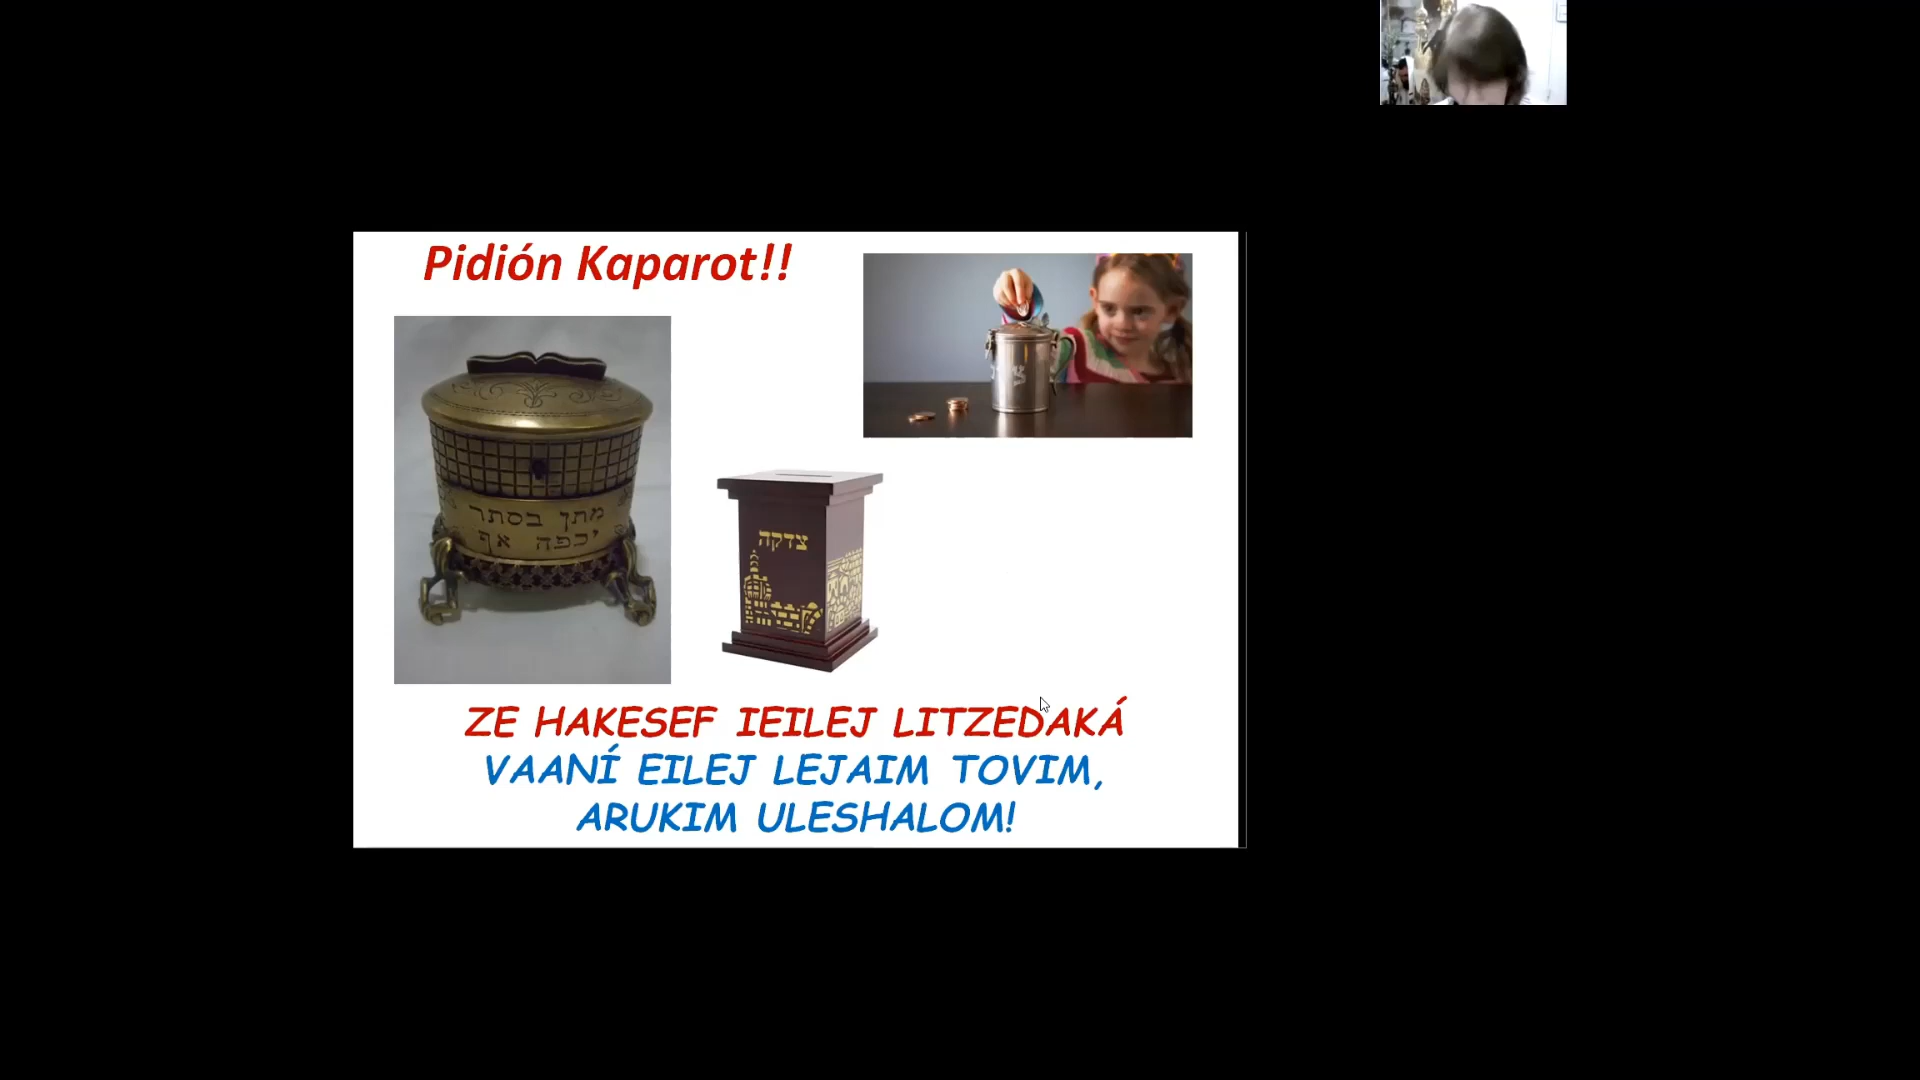 Pidión Kaparot!!
מתן בסתר
יכפה אף
צדקה
ZE HAKESEF IEILEJ LITZEDAKÁ
VAANÍ EILEJ LEJAIM TOVIM,
ARUKIM ULESHALOM!